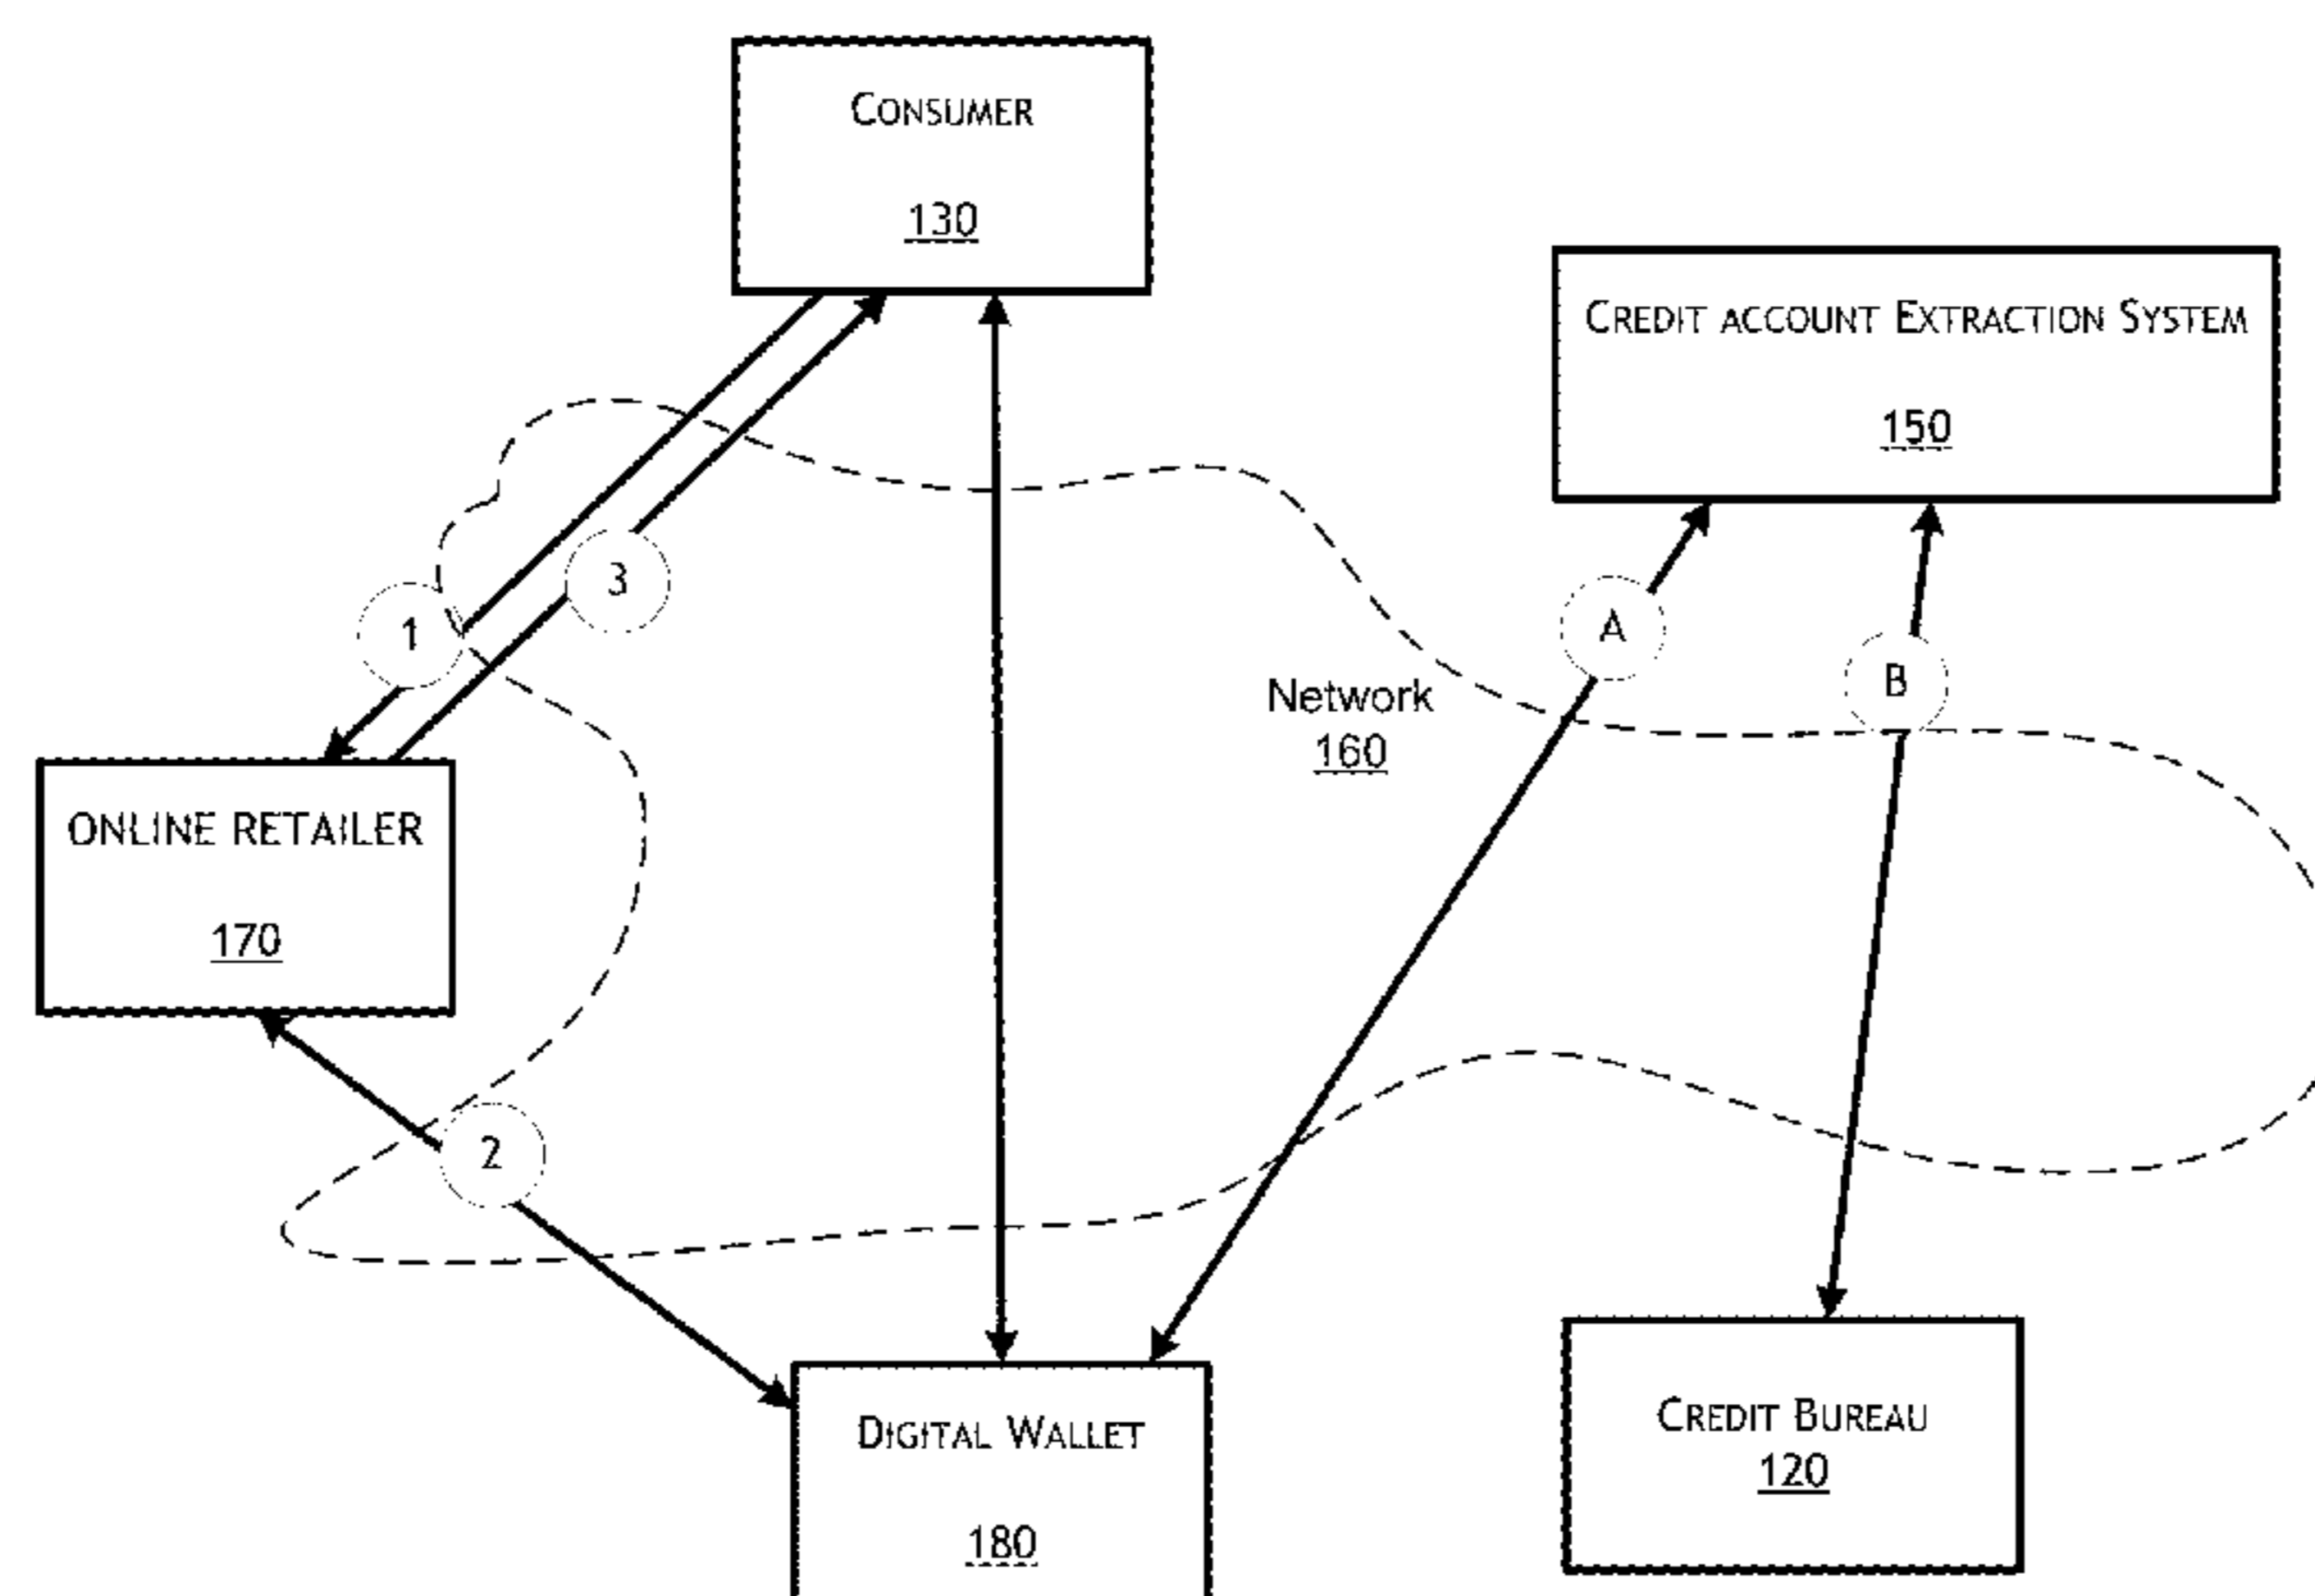 CONSUMER
130
CREDIT ACCOUNT EXTRACTION SYSTEM
150
3
1
A
B
Network
160
ONLINE RETAILER
170
2
DIGITAL WALLET
180
CREDIT BUREAU
120